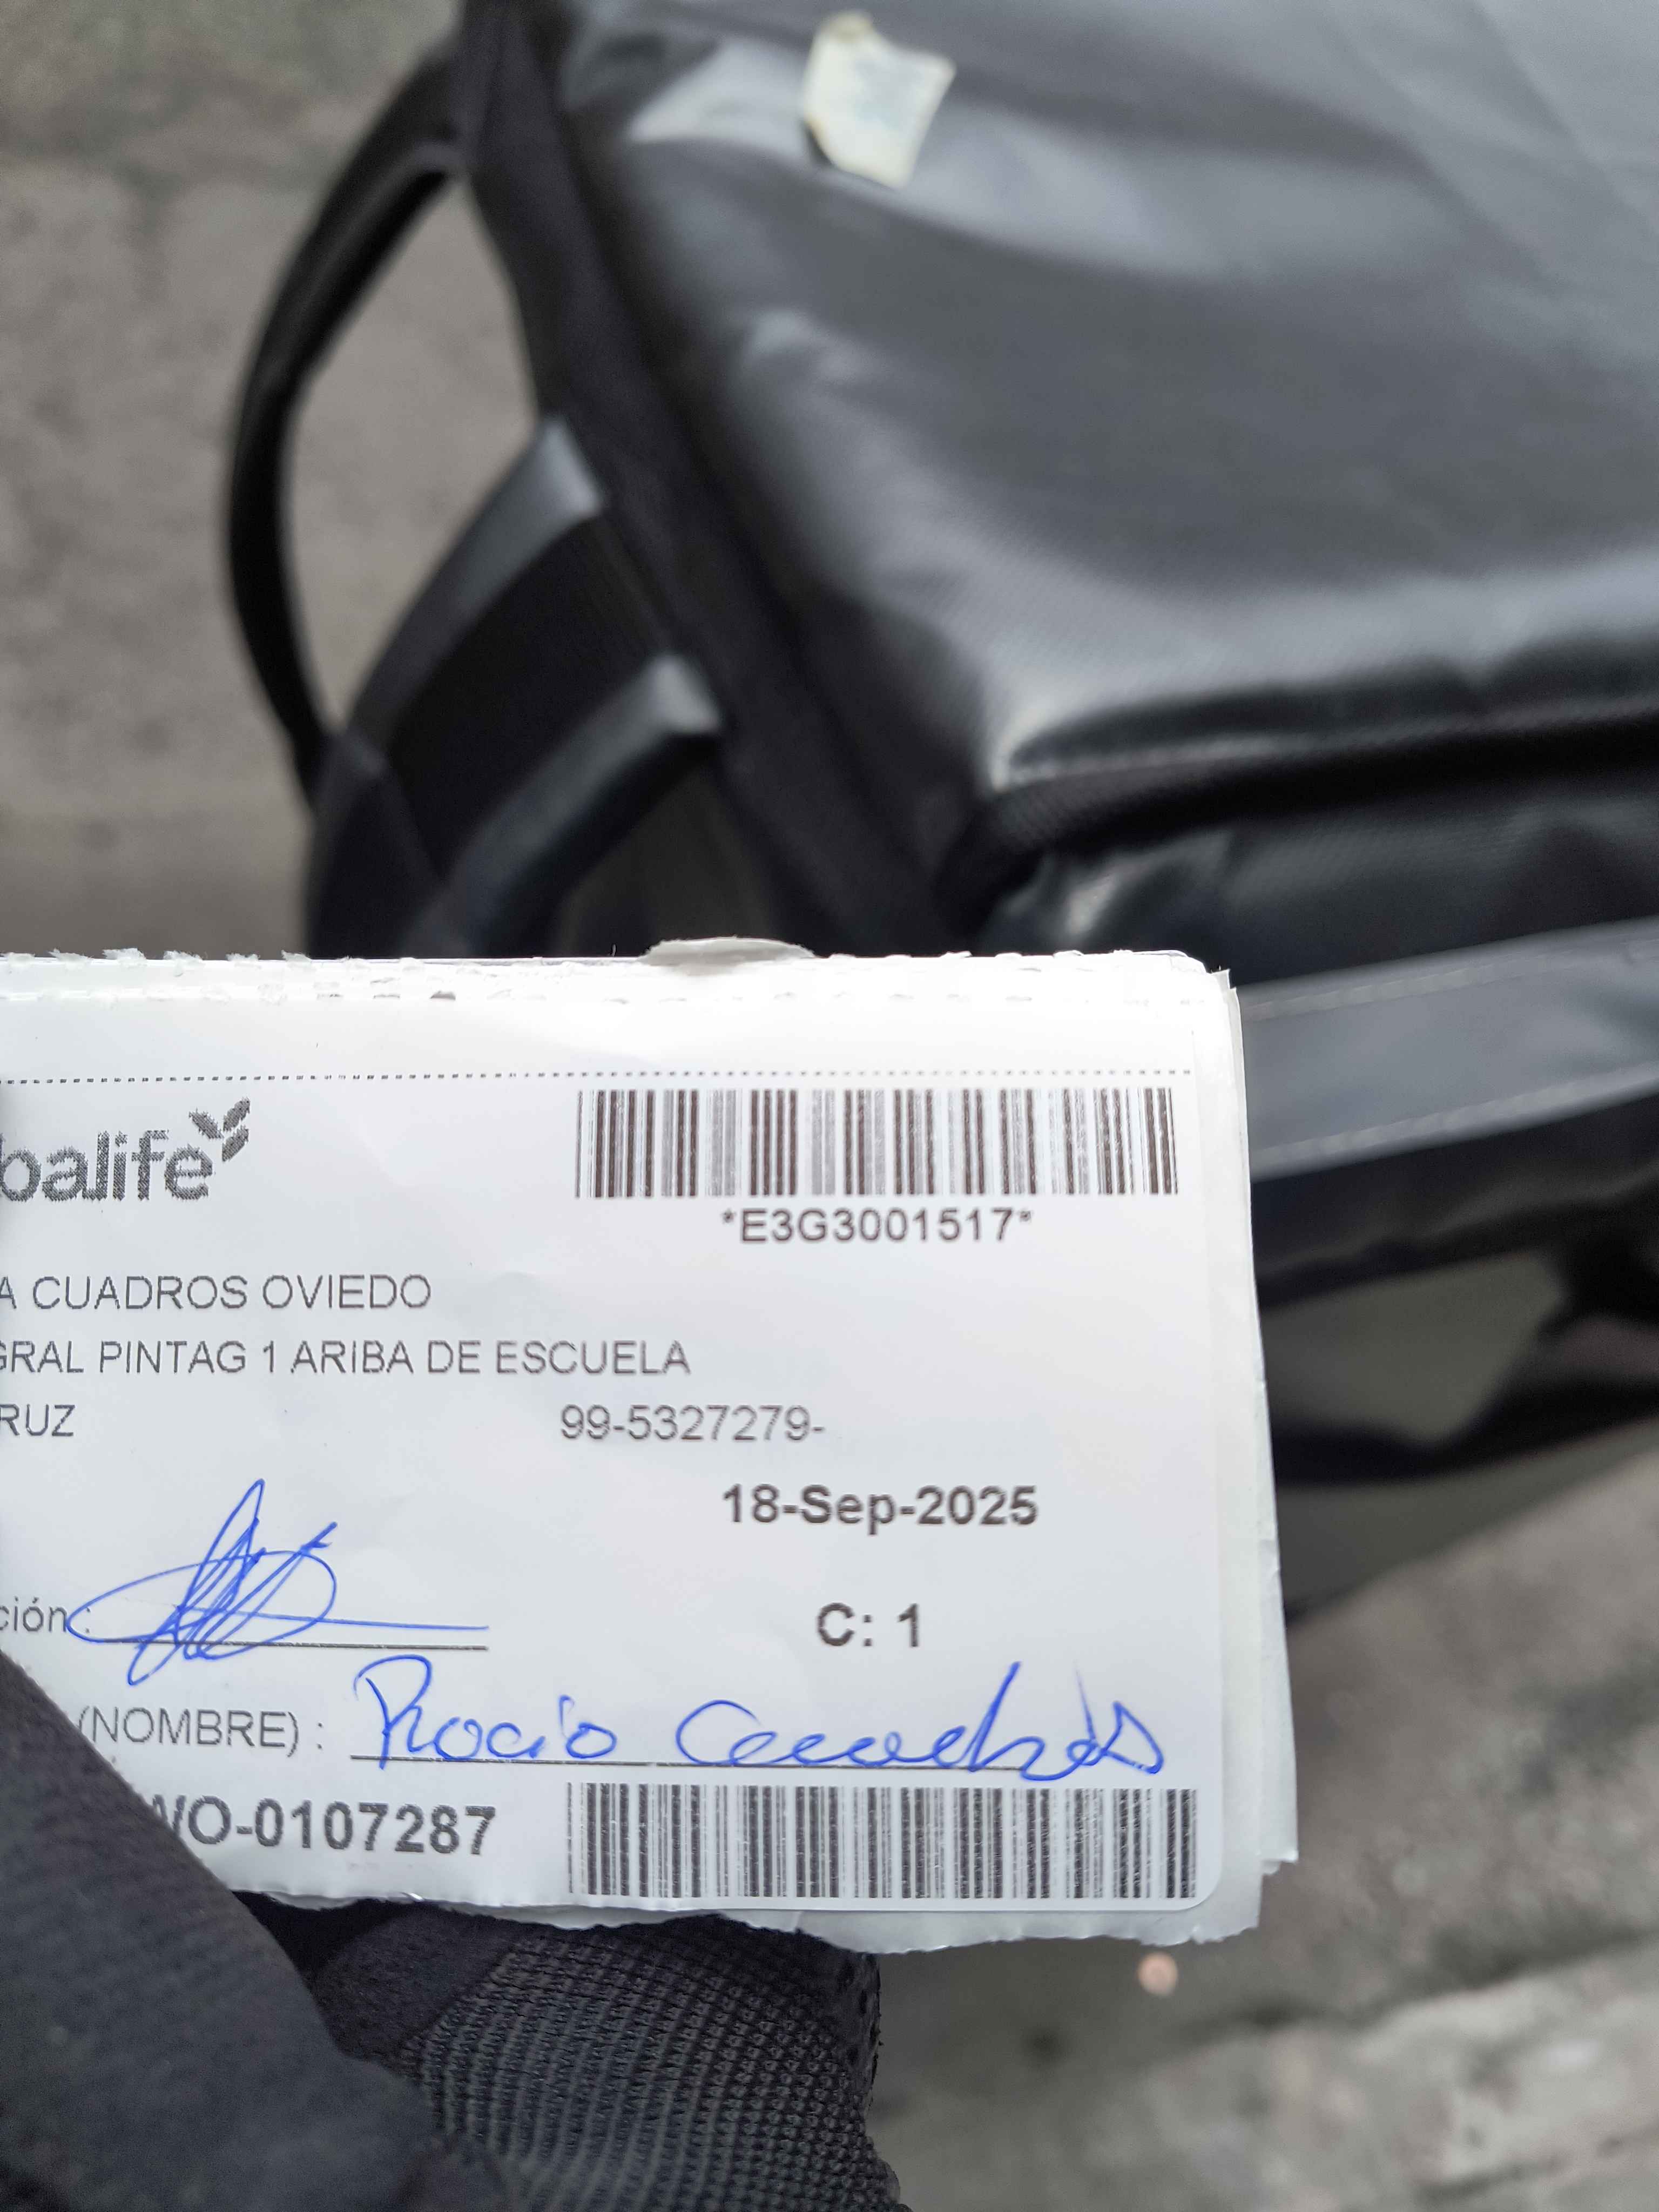 balife
*E3G3001517*
A CUADROS OVIEDO
GRAL PINTAG 1 ARIBA DE ESCUELA
RUZ 99-5327279-
18-Sep-2025
ción:
C: 1
(NOMBRE) : Rocio Cuadros
WO-0107287